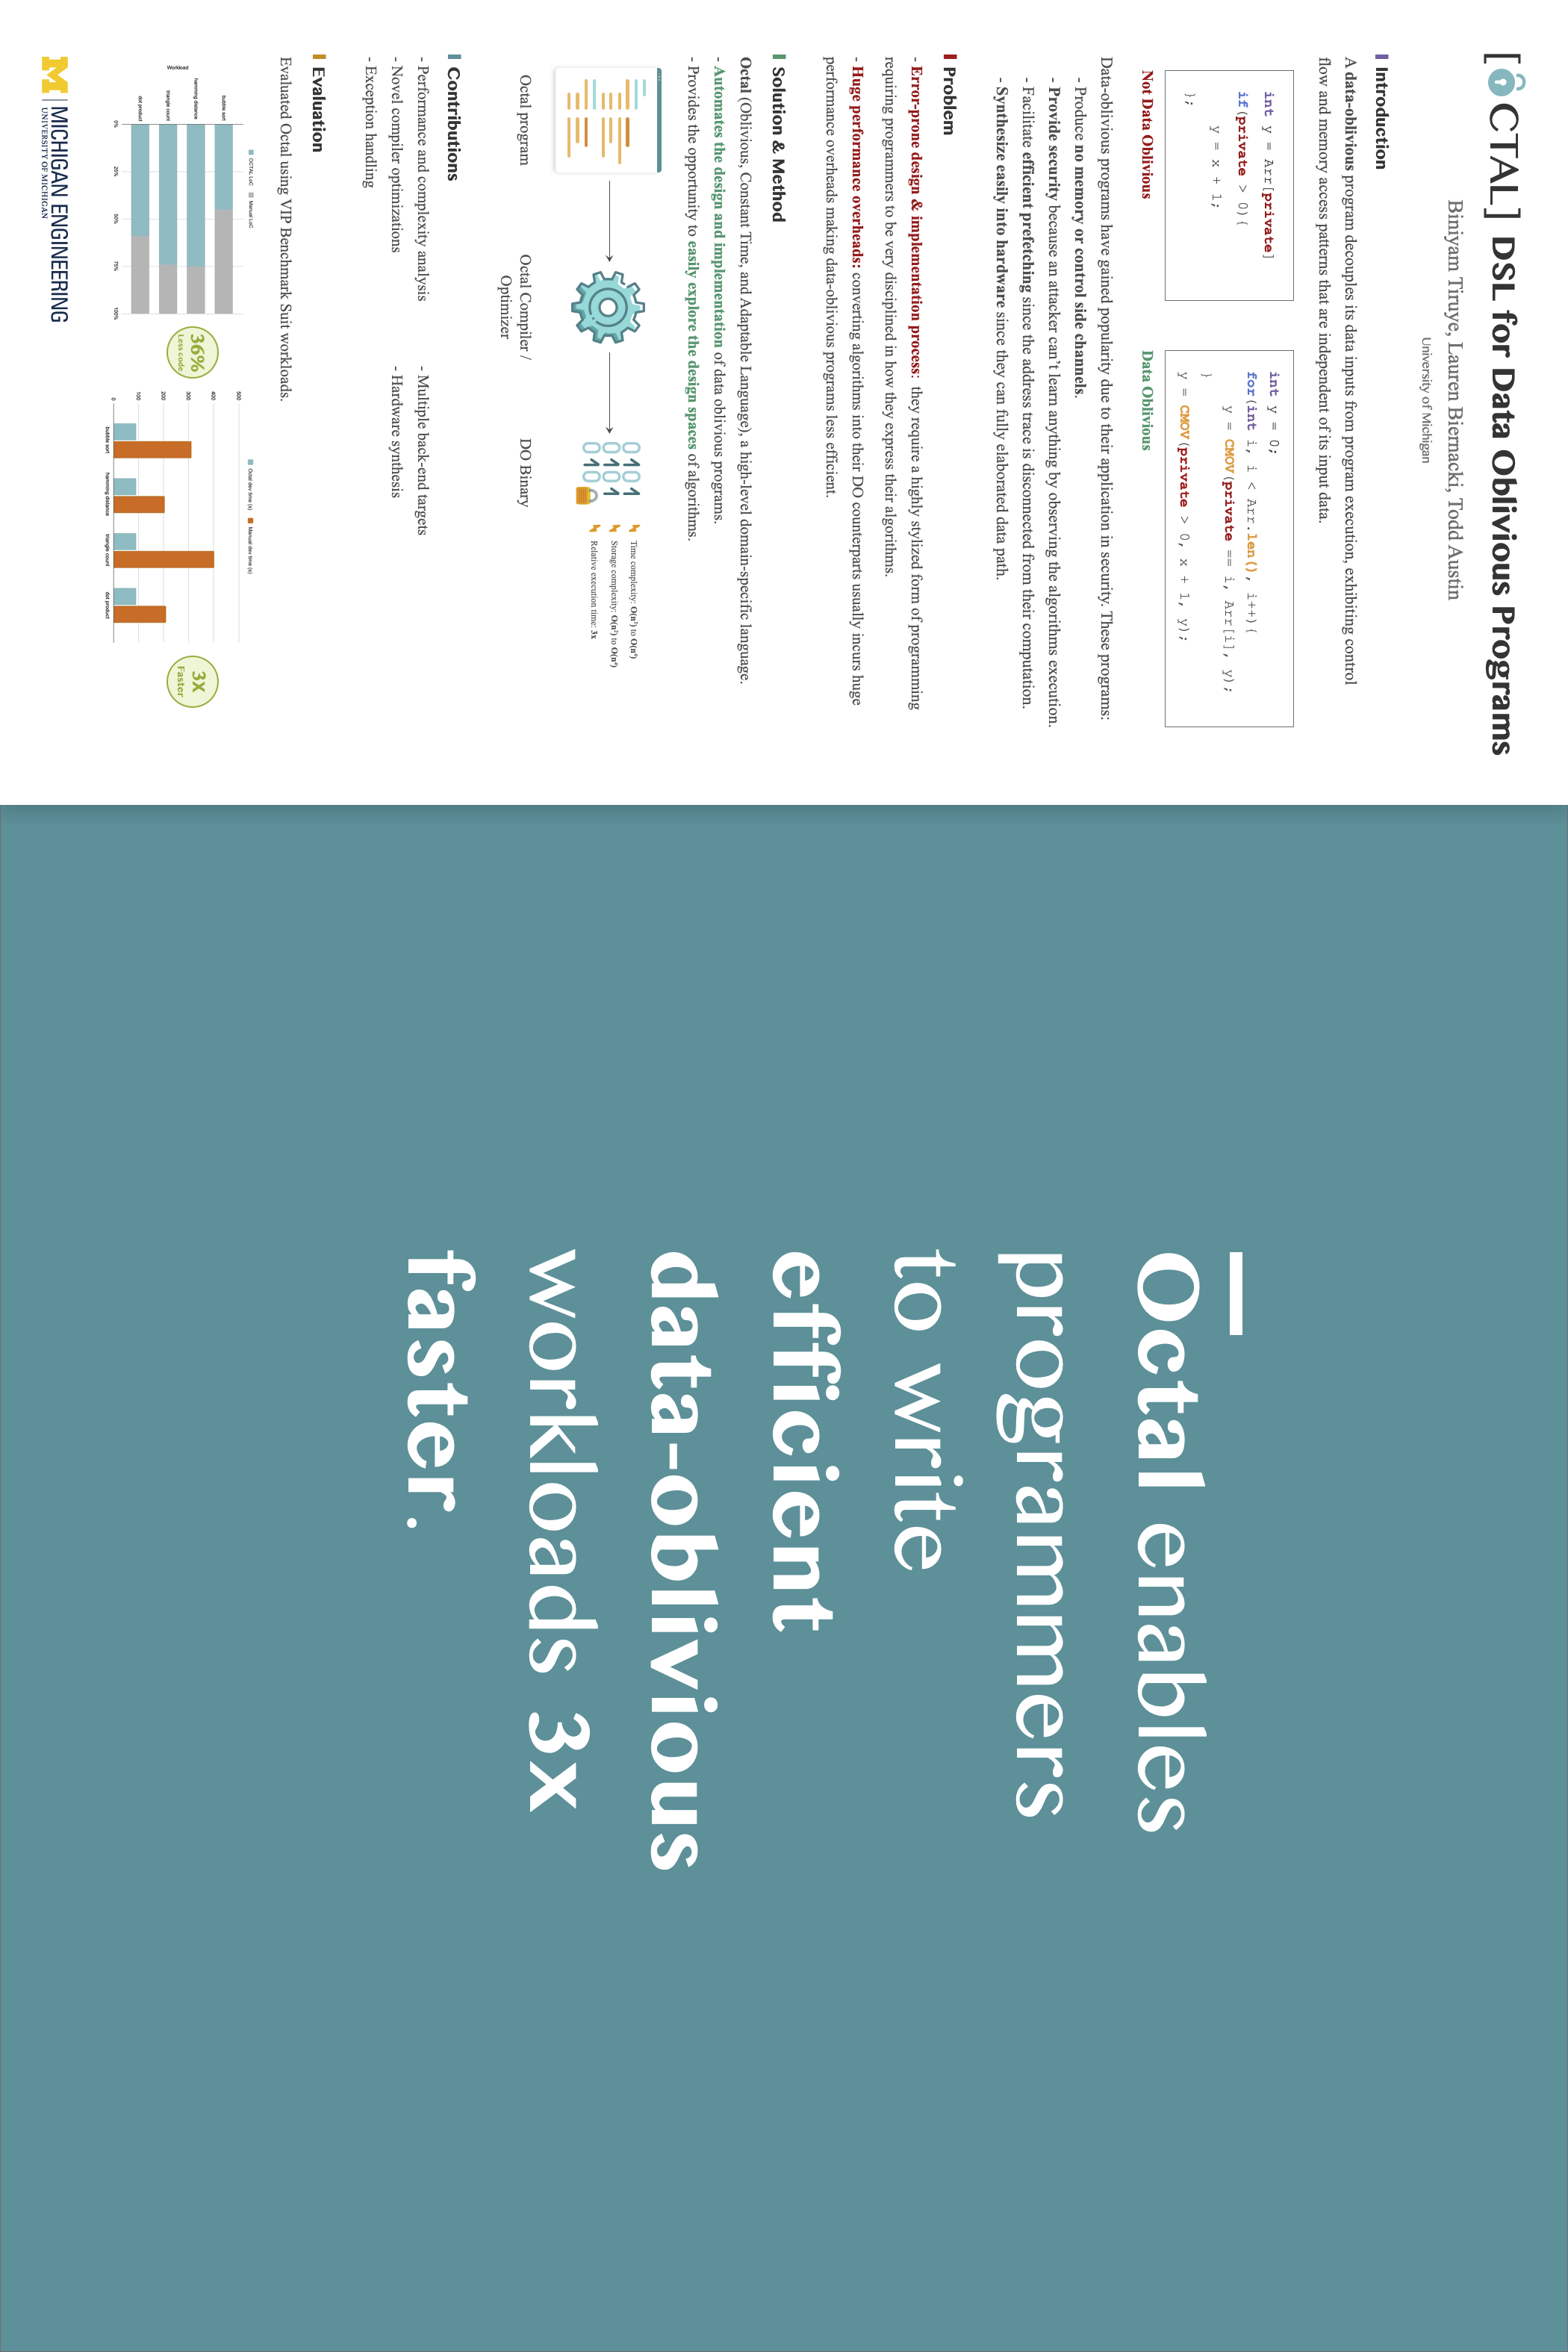 [OCTAL] DSL for Data Oblivious Programs
Biniyam Tiruye, Lauren Biernacki, Todd Austin
University of Michigan
Introduction
A data-oblivious program decouples its data inputs from program execution, exhibiting control
flow and memory access patterns that are independent of its input data.
int y = Arr[private]
if(private > 0){
y = x + 1;
};
Not Data Oblivious
int y = 0;
for(int i, i < Arr.len(), i++){
y = CMOV(private == i, Arr[i], y);
}
y = CMOV(private > 0, x + 1, y);
Data Oblivious
Data-oblivious programs have gained popularity due to their application in security. These programs:
- Produce no memory or control side channels.
- Provide security because an attacker can't learn anything by observing the algorithms execution.
- Facilitate efficient prefetching since the address trace is disconnected from their computation.
- Synthesize easily into hardware since they can fully elaborated data path.
Problem
- Error-prone design & implementation process: they require a highly stylized form of programming
requiring programmers to be very disciplined in how they express their algorithms.
- Huge performance overheads: converting algorithms into their DO counterparts usually incurs huge
performance overheads making data-oblivious programs less efficient.
Solution & Method
Octal (Oblivious, Constant Time, and Adaptable Language), a high-level domain-specific language.
- Automates the design and implementation of data oblivious programs.
- Provides the opportunity to easily explore the design spaces of algorithms.
Time complexity: O(n²) to O(n⁴)
Storage complexity: O(n²) to O(n⁴)
Relative execution time: 3x
Octal program
Octal Compiler /
Optimizer
DO Binary
Contributions
- Performance and complexity analysis
- Novel compiler optimizations
- Exception handling
- Multiple back-end targets
- Hardware synthesis
Evaluation
Evaluated Octal using VIP Benchmark Suit workloads.
OCTAL LoC
Manual LoC
Workload
bubble sort
hamming distance
triangle count
dot product
0%
25%
50%
75%
100%
36%
Less code
Octal dev time (s)
Manual dev time (s)
500
400
300
200
100
0
bubble sort
hamming distance
triangle count
dot product
3X
Faster
M MICHIGAN ENGINEERING
UNIVERSITY OF MICHIGAN
Octal enables
programmers
to write
efficient
data-oblivious
workloads 3x
faster.